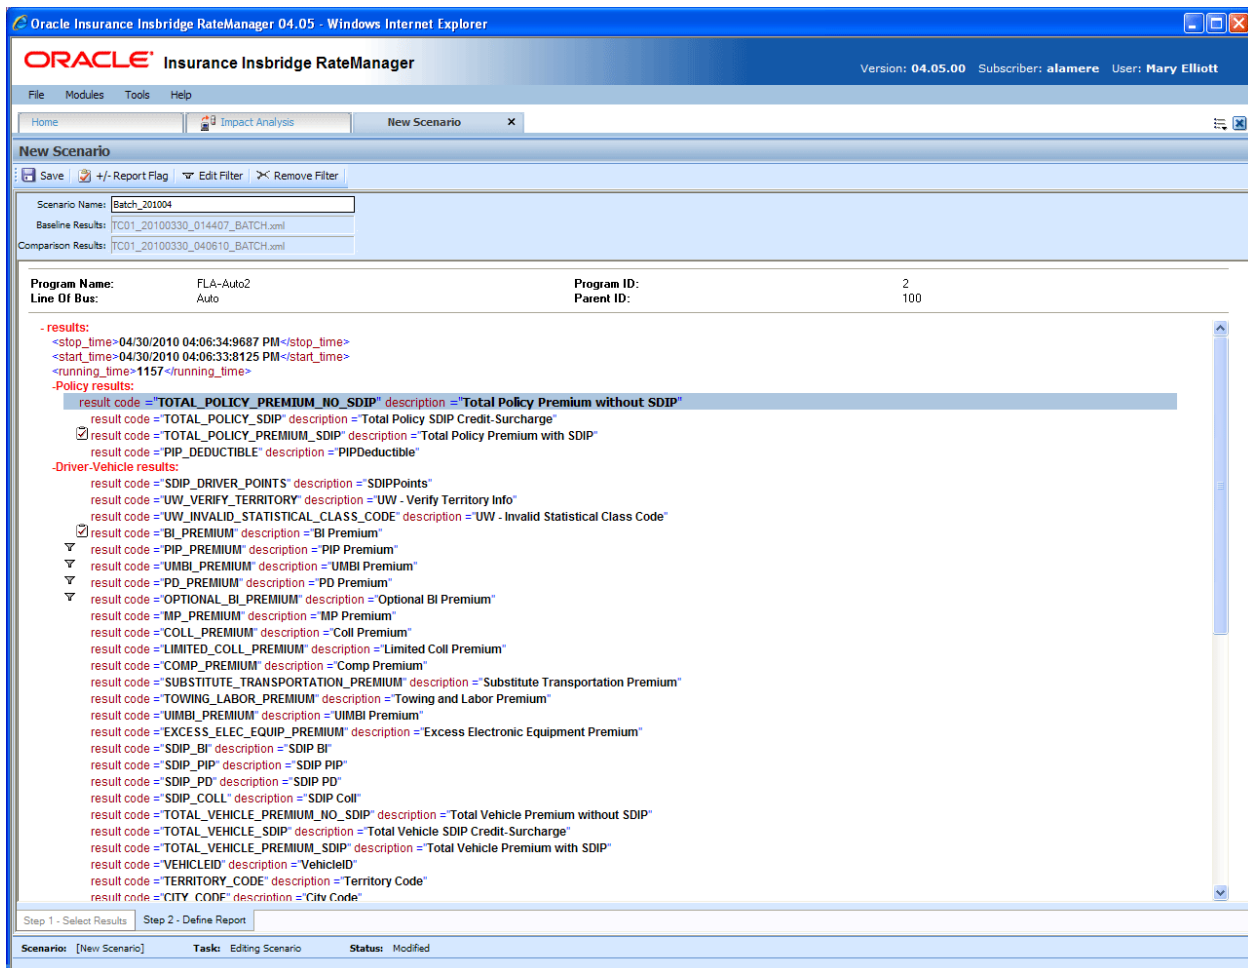 Oracle Insurance Insbridge RateManager 04.05 - Windows Internet Explorer
ORACLE Insurance Insbridge RateManager
Version: 04.05.00 Subscriber: alamere User: Mary Elliott
File Modules Tools Help
Home Impact Analysis New Scenario x
New Scenario
Save +/- Report Flag Edit Filter Remove Filter
Scenario Name: Batch_201004
Baseline Results: TC01_20100330_014407_BATCH.xml
Comparison Results: TC01_20100330_040610_BATCH.xml
Program Name: FLA-Auto2 Program ID: 2
Line Of Bus: Auto Parent ID: 100
- results:
<stop_time>04/30/2010 04:06:34:9687 PM</stop_time>
<start_time>04/30/2010 04:06:33:8125 PM</start_time>
<running_time>1157</running_time>
-Policy results:
result code ="TOTAL_POLICY_PREMIUM_NO_SDIP" description ="Total Policy Premium without SDIP"
result code ="TOTAL_POLICY_SDIP" description ="Total Policy SDIP Credit-Surcharge"
result code ="TOTAL_POLICY_PREMIUM_SDIP" description ="Total Policy Premium with SDIP"
result code ="PIP_DEDUCTIBLE" description ="PIPDeductible"
-Driver-Vehicle results:
result code ="SDIP_DRIVER_POINTS" description ="SDIPPoints"
result code ="UW_VERIFY_TERRITORY" description ="UW - Verify Territory Info"
result code ="UW_INVALID_STATISTICAL_CLASS_CODE" description ="UW - Invalid Statistical Class Code"
result code ="BI_PREMIUM" description ="BI Premium"
result code ="PIP_PREMIUM" description ="PIP Premium"
result code ="UMBI_PREMIUM" description ="UMBI Premium"
result code ="PD_PREMIUM" description ="PD Premium"
result code ="OPTIONAL_BI_PREMIUM" description ="Optional BI Premium"
result code ="MP_PREMIUM" description ="MP Premium"
result code ="COLL_PREMIUM" description ="Coll Premium"
result code ="LIMITED_COLL_PREMIUM" description ="Limited Coll Premium"
result code ="COMP_PREMIUM" description ="Comp Premium"
result code ="SUBSTITUTE_TRANSPORTATION_PREMIUM" description ="Substitute Transportation Premium"
result code ="TOWING_LABOR_PREMIUM" description ="Towing and Labor Premium"
result code ="UIMBI_PREMIUM" description ="UIMBI Premium"
result code ="EXCESS_ELEC_EQUIP_PREMIUM" description ="Excess Electronic Equipment Premium"
result code ="SDIP_BI" description ="SDIP BI"
result code ="SDIP_PIP" description ="SDIP PIP"
result code ="SDIP_PD" description ="SDIP PD"
result code ="SDIP_COLL" description ="SDIP Coll"
result code ="TOTAL_VEHICLE_PREMIUM_NO_SDIP" description ="Total Vehicle Premium without SDIP"
result code ="TOTAL_VEHICLE_SDIP" description ="Total Vehicle SDIP Credit-Surcharge"
result code ="TOTAL_VEHICLE_PREMIUM_SDIP" description ="Total Vehicle Premium with SDIP"
result code ="VEHICLEID" description ="VehicleID"
result code ="TERRITORY_CODE" description ="Territory Code"
result code ="CITY_CODE" description ="City Code"
Step 1 - Select Results Step 2 - Define Report
Scenario: [New Scenario] Task: Editing Scenario Status: Modified